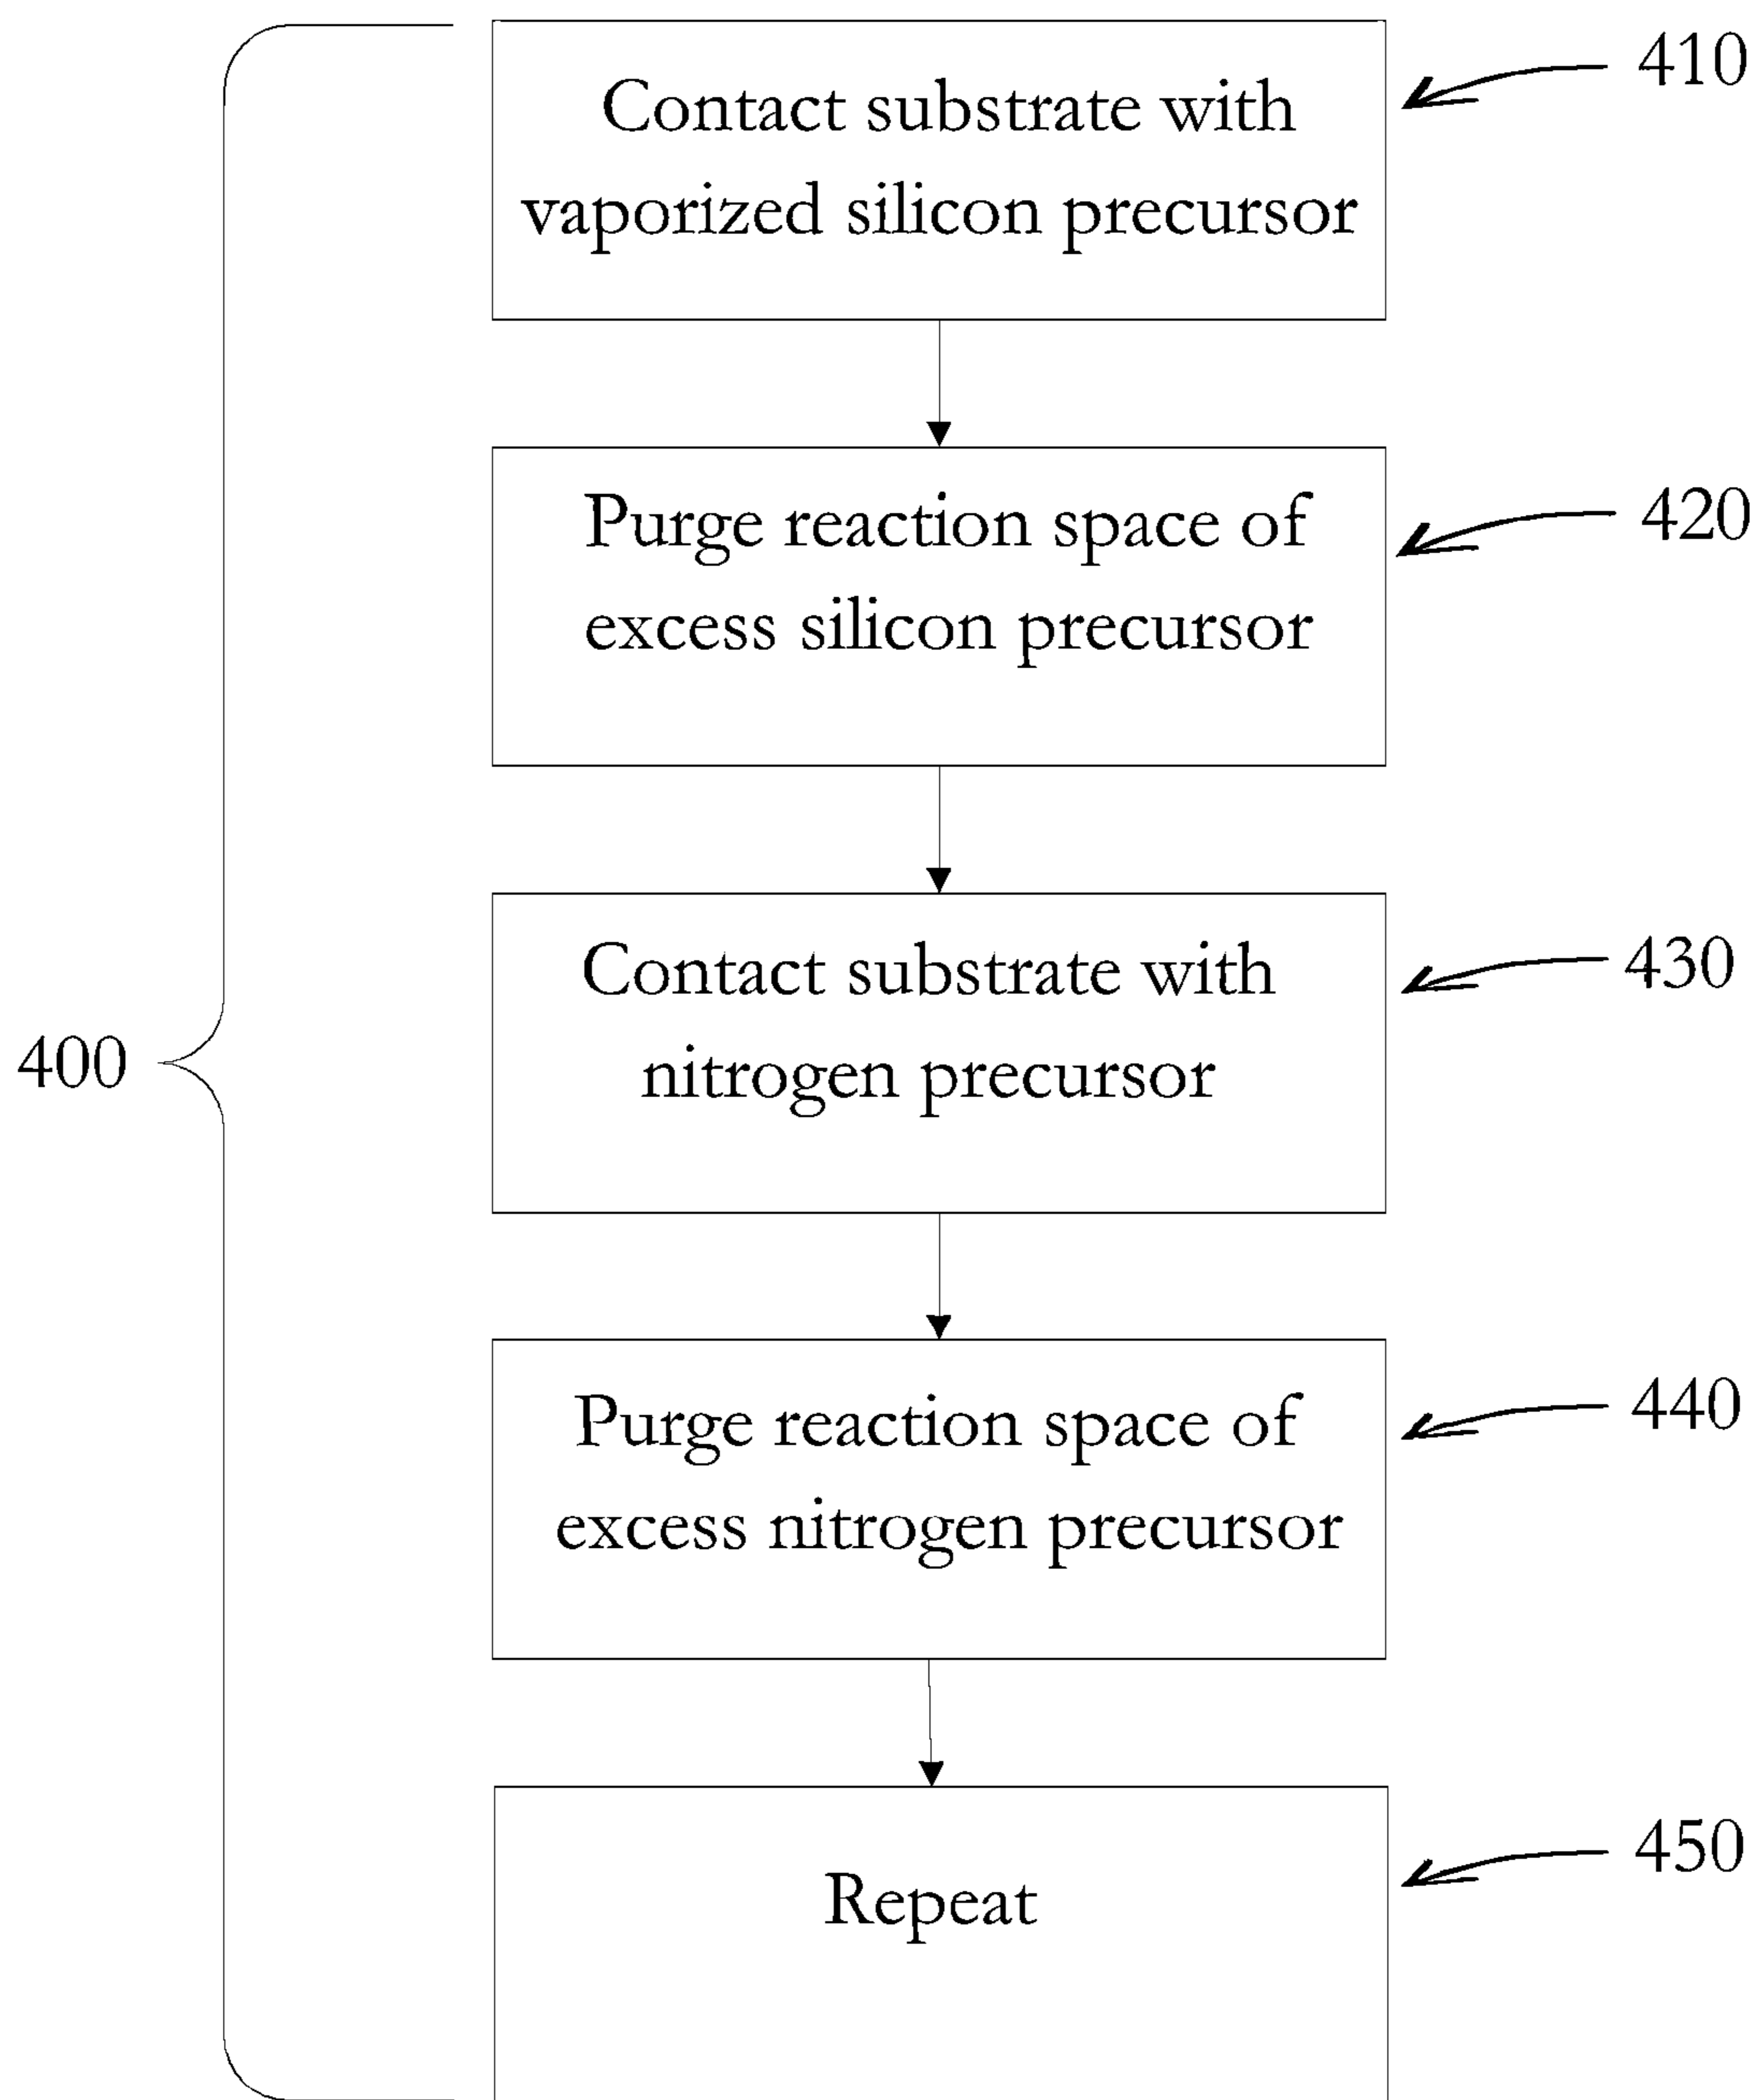 Contact substrate with
vaporized silicon precursor
410
Purge reaction space of
excess silicon precursor
420
Contact substrate with
nitrogen precursor
430
400
Purge reaction space of
excess nitrogen precursor
440
Repeat
450